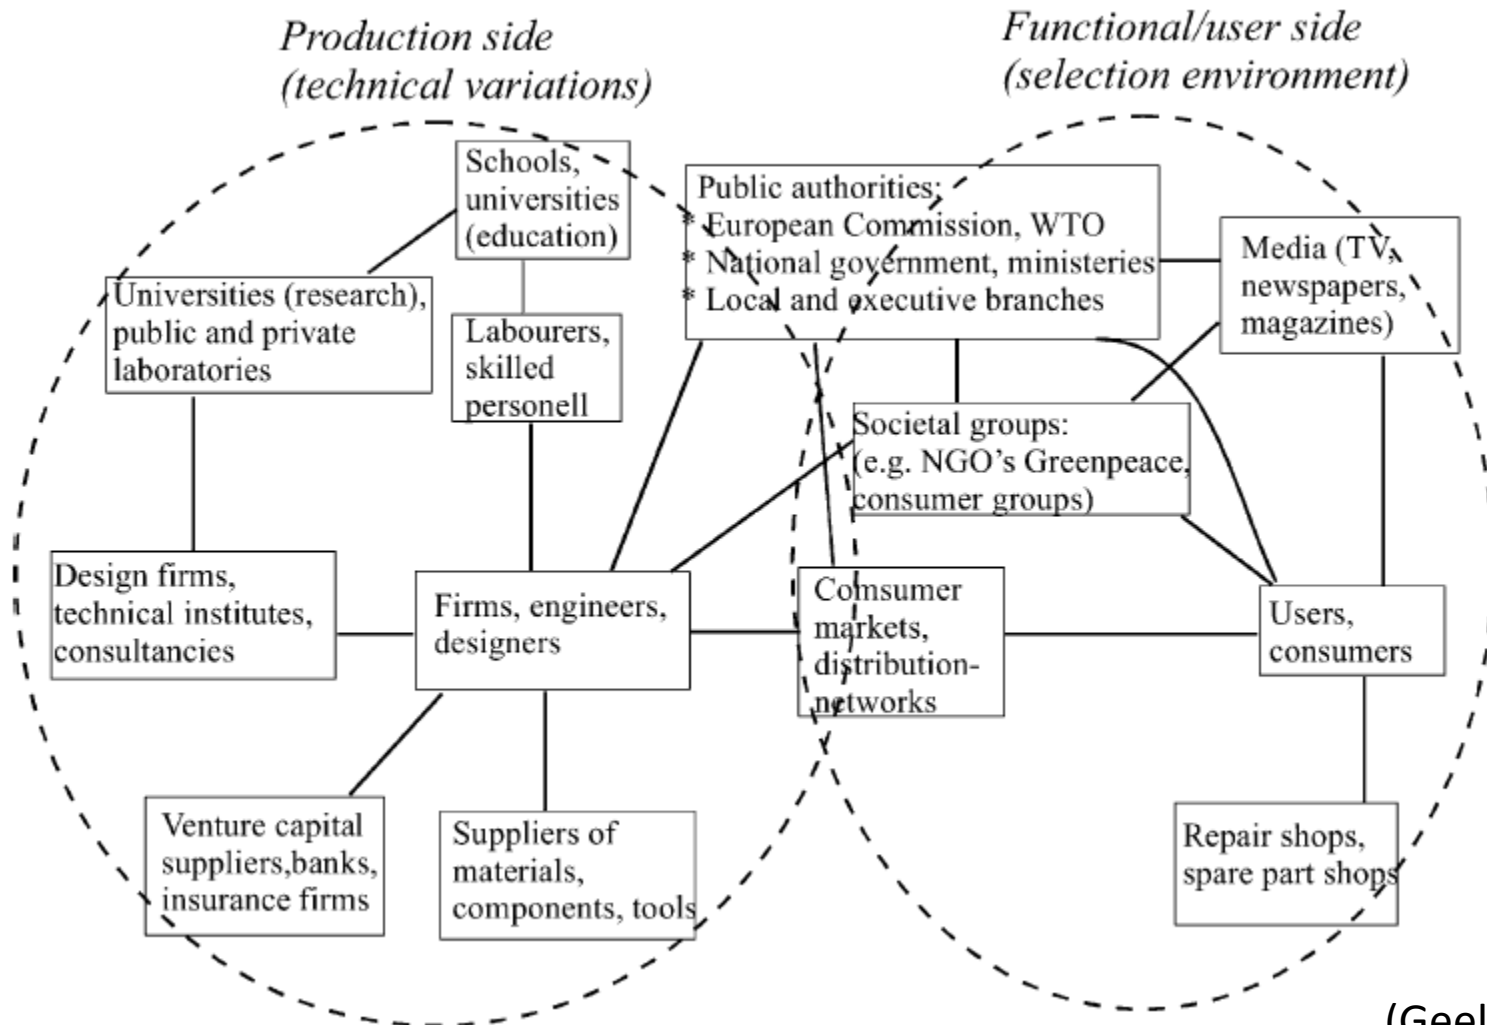 Production side
(technical variations)
Functional/user side
(selection environment)
Schools,
universities
(education)
Public authorities:
* European Commission, WTO
* National government, ministeries
* Local and executive branches
Media (TV,
newspapers,
magazines)
Universities (research),
public and private
laboratories
Labourers,
skilled
personell
Societal groups:
(e.g. NGO's Greenpeace,
consumer groups)
Design firms,
technical institutes,
consultancies
Firms, engineers,
designers
Comsumer
markets,
distribution-
networks
Users,
consumers
Venture capital
suppliers,banks,
insurance firms
Suppliers of
materials,
components, tools
Repair shops,
spare part shops
(Geel